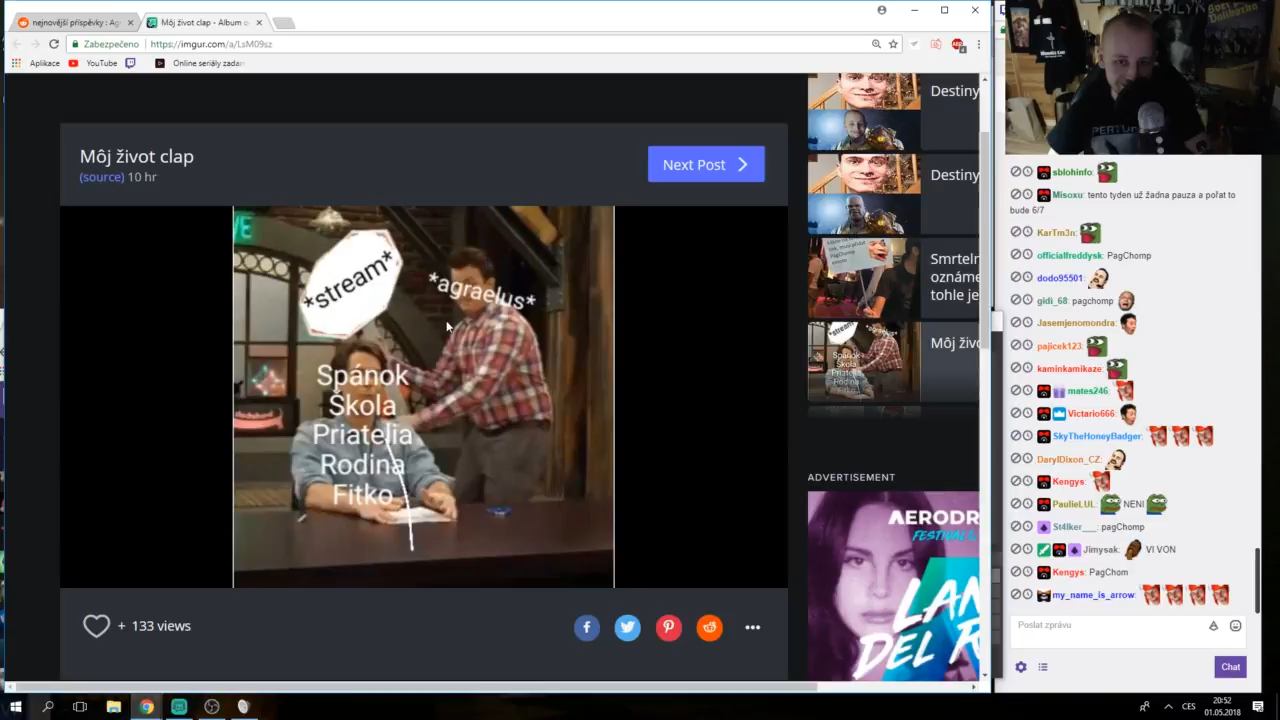 nejnovější příspěvky : Ag
Můj život clap - Album o
Zabezpečeno
https://imgur.com/a/LsM09sz
Aplikace
YouTube
Online seriály zadar
Môj život clap
(source) 10 hr
Next Post
*stream*
*agraelus*
Spánok
Škola
Priatelia
Rodina
Fitko
+ 133 views
Destiny
Destiny
Smrteln
oznáme
tohle je
Môj živo
ADVERTISEMENT
AERODR
FESTIVALS
LAN
DEL R
sblohinfo:
Misoxu: tento tyden už žadna pauza a pořat to
bude 6/7
KarTm3n:
officialfreddysk: PagChomp
dodo95501:
gidi_68: pagchomp
Jasemjenomondra:
pajicek123:
kaminkamikaze:
mates246:
Victario666:
SkyTheHoneyBadger:
DarylDixon_CZ:
Kengys:
PaulieLUL: NENI
St4lker___: pagChomp
Jimysak: VI VON
Kengys: PagChom
my_name_is_arrow:
Poslat zprávu
Chat
CES
20:52
01.05.2018